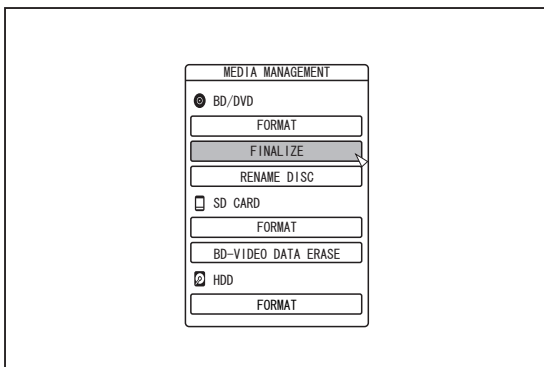 MEDIA MANAGEMENT
BD/DVD
FORMAT
FINALIZE
RENAME DISC
SD CARD
FORMAT
BD-VIDEO DATA ERASE
HDD
FORMAT